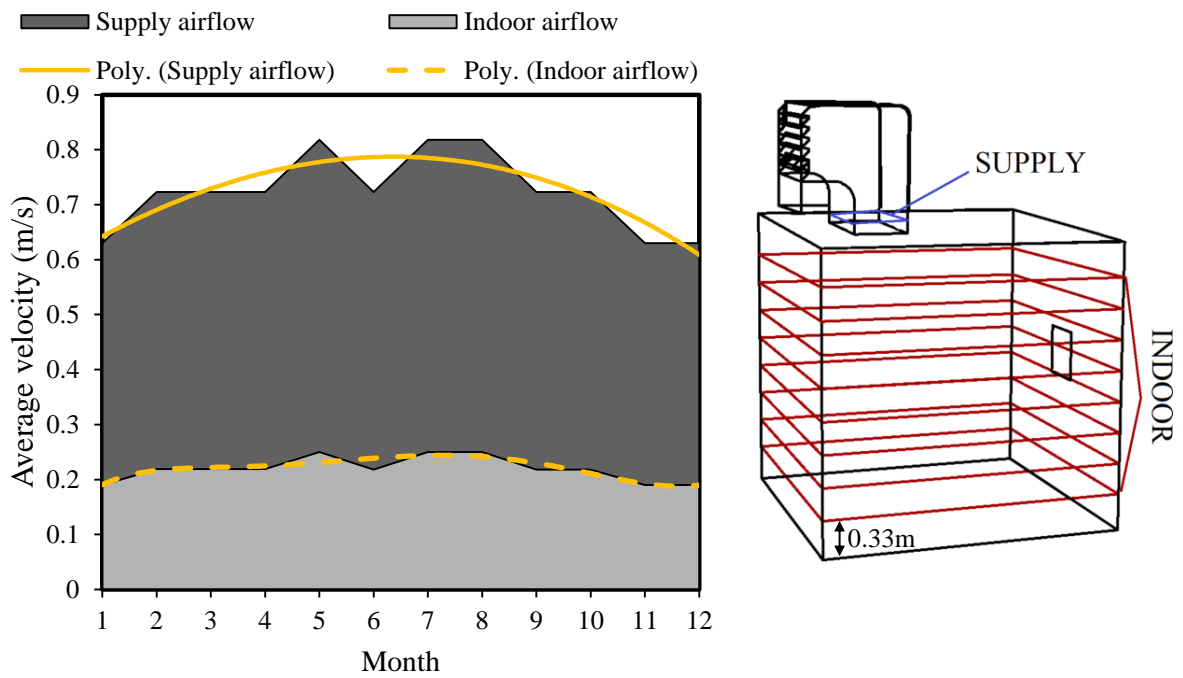 Supply airflow
Indoor airflow
Poly. (Supply airflow)
Poly. (Indoor airflow)
Average velocity (m/s)
0.9
0.8
0.7
0.6
0.5
0.4
0.3
0.2
0.1
0
1 2 3 4 5 6 7 8 9 10 11 12
Month
SUPPLY
INDOOR
0.33m